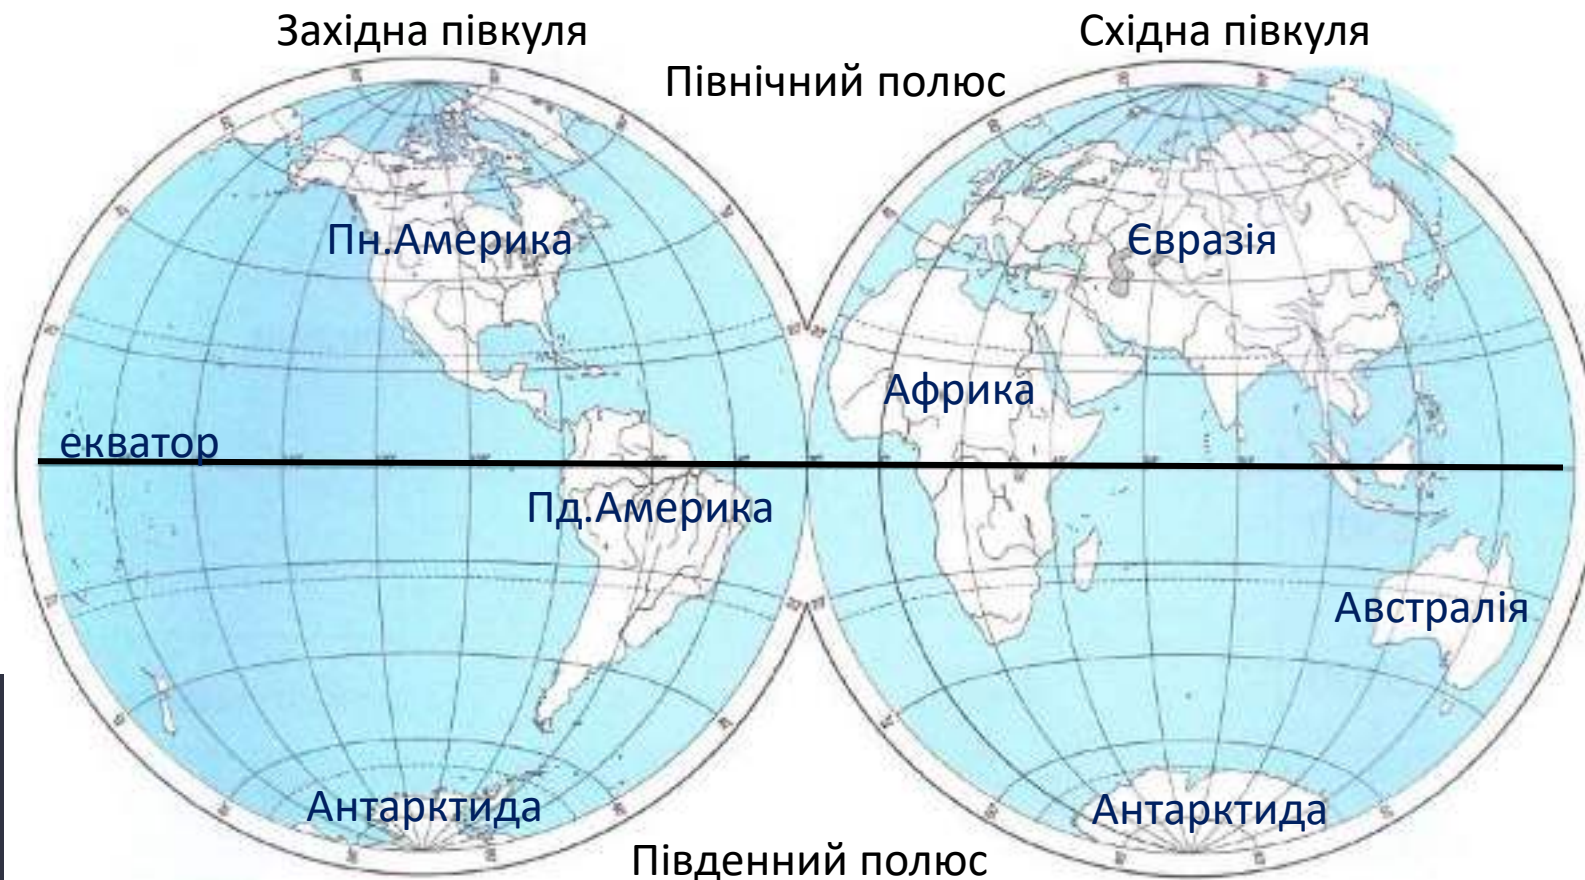 Західна півкуля
Східна півкуля
Північний полюс
Пн.Америка
Євразія
Африка
екватор
Пд.Америка
Австралія
Антарктида
Антарктида
Південний полюс